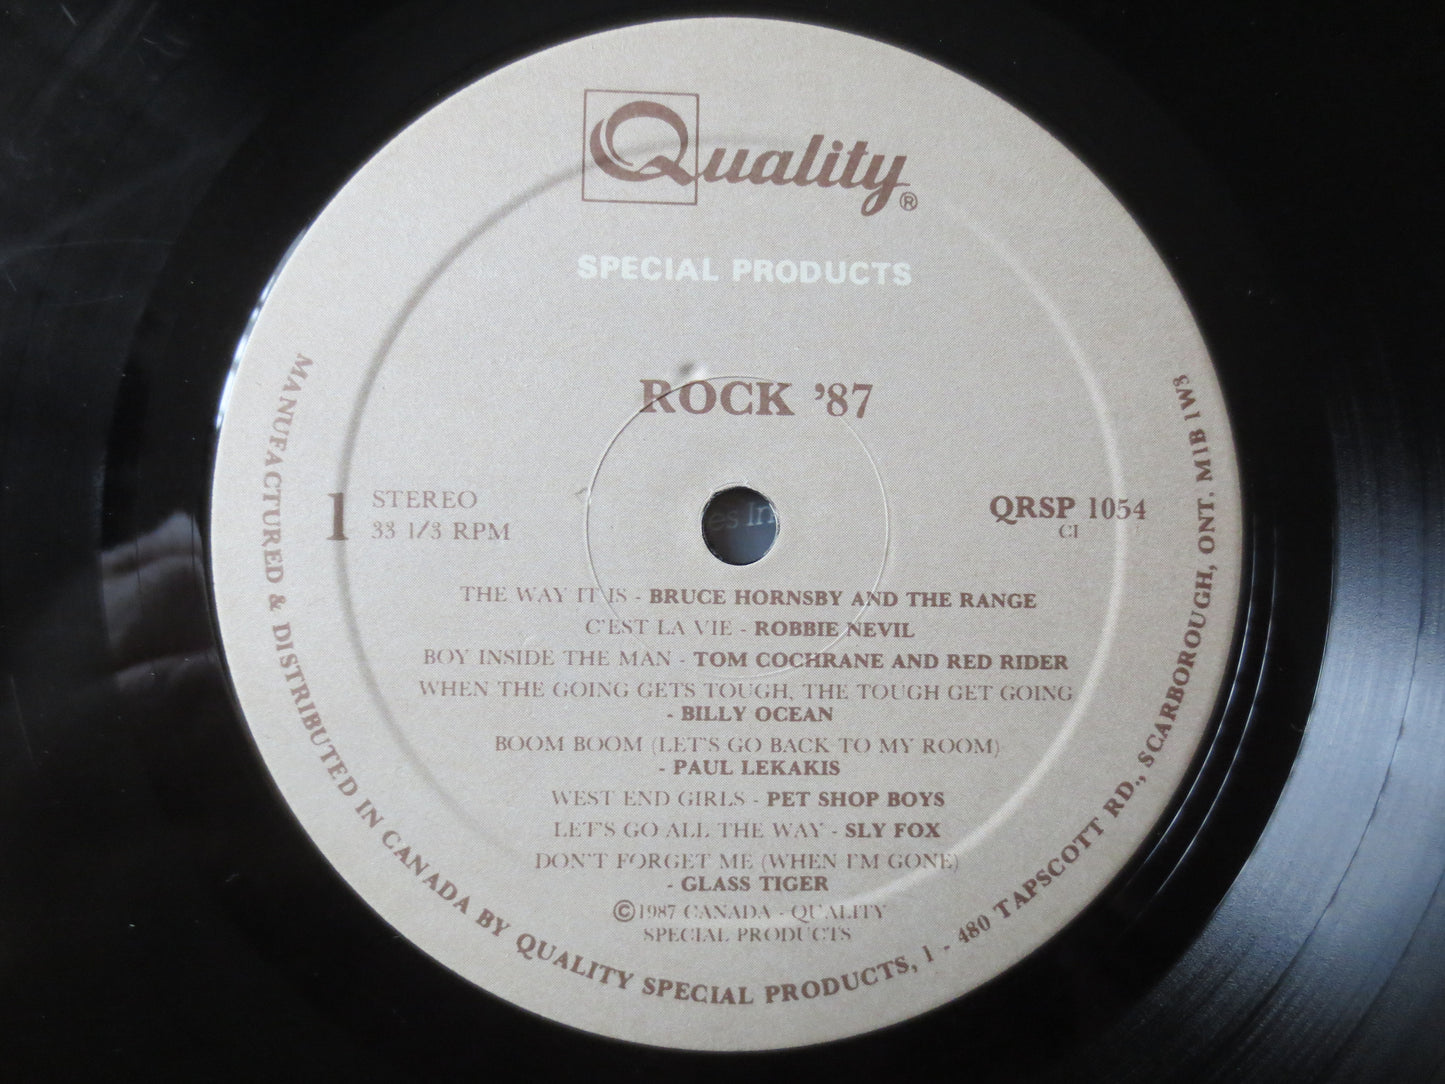 Quality®
SPECIAL PRODUCTS
ROCK '87
1
STEREO
33 1/3 RPM
QRSP 1054
C1
es In
THE WAY IT IS - BRUCE HORNSBY AND THE RANGE
C'EST LA VIE - ROBBIE NEVIL
BOY INSIDE THE MAN - TOM COCHRANE AND RED RIDER
WHEN THE GOING GETS TOUGH, THE TOUGH GET GOING
- BILLY OCEAN
BOOM BOOM (LET'S GO BACK TO MY ROOM)
- PAUL LEKAKIS
WEST END GIRLS - PET SHOP BOYS
LET'S GO ALL THE WAY - SLY FOX
DON'T FORGET ME (WHEN I'M GONE)
- GLASS TIGER
©1987 CANADA - QUALITY
SPECIAL PRODUCTS
MANUFACTURED & DISTRIBUTED IN CANADA BY QUALITY SPECIAL PRODUCTS, 1 - 480 TAPSCOTT RD., SCARBOROUGH, ONT. M1B 1W3